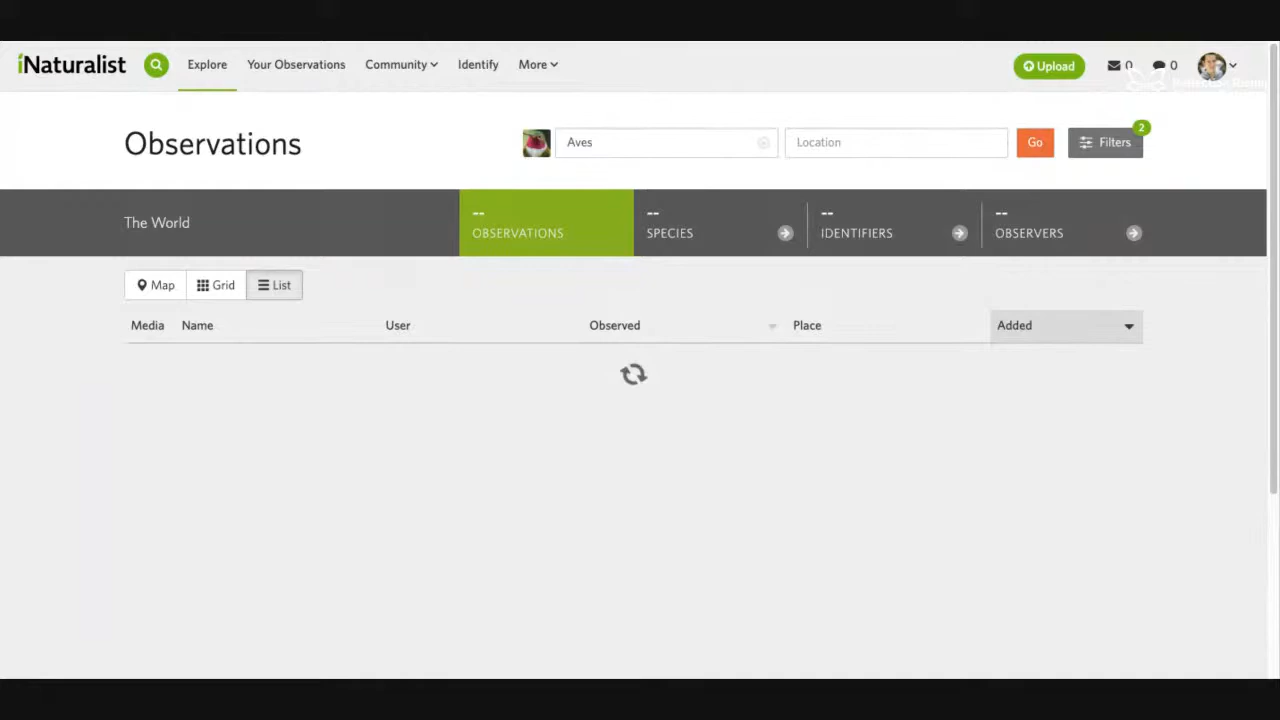 iNaturalist
Explore
Your Observations
Community
Identify
More
Upload
0
0
Observations
Aves
Location
Go
Filters
2
The World
--
OBSERVATIONS
--
SPECIES
--
IDENTIFIERS
--
OBSERVERS
Map
Grid
List
Media
Name
User
Observed
Place
Added